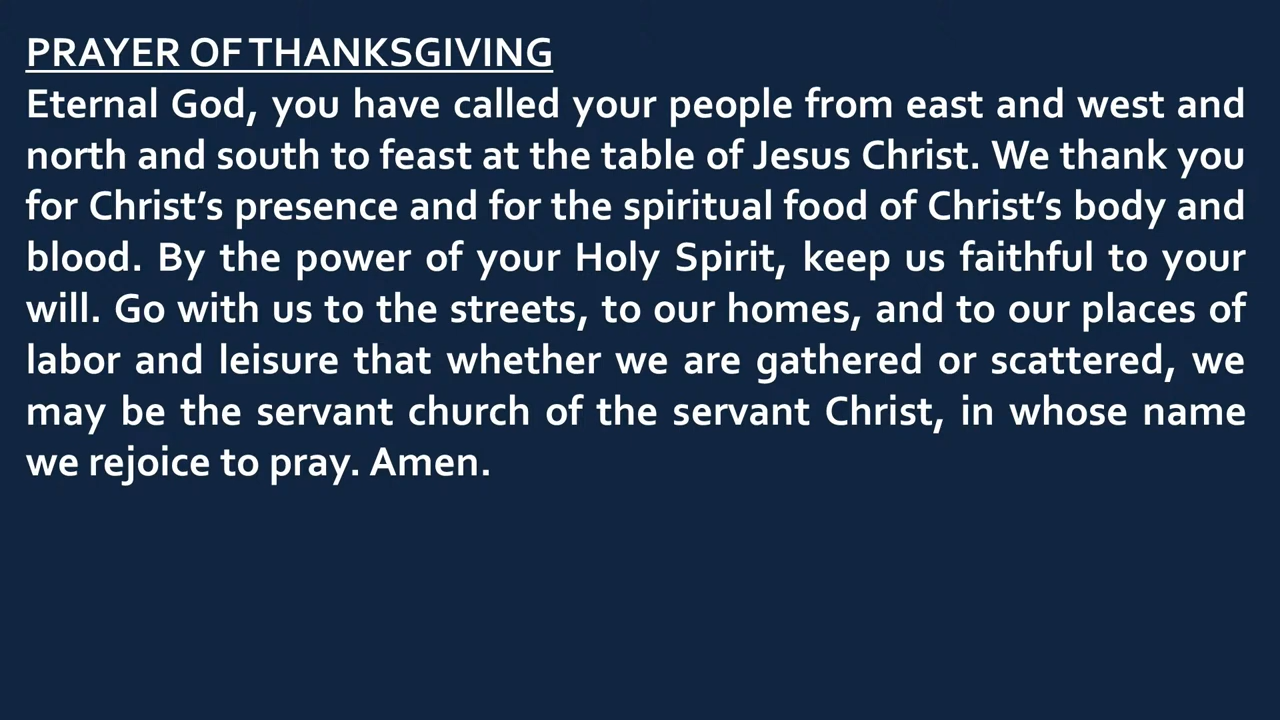 PRAYER OF THANKSGIVING
Eternal God, you have called your people from east and west and
north and south to feast at the table of Jesus Christ. We thank you
for Christ’s presence and for the spiritual food of Christ’s body and
blood. By the power of your Holy Spirit, keep us faithful to your
will. Go with us to the streets, to our homes, and to our places of
labor and leisure that whether we are gathered or scattered, we
may be the servant church of the servant Christ, in whose name
we rejoice to pray. Amen.